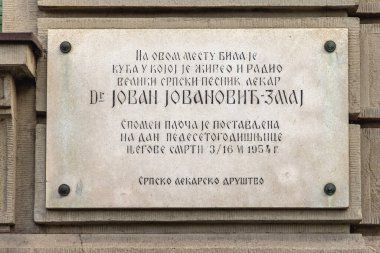 На овом месту била је
кућа у којој је живео и радио
велики српски песник лекар
Dr Јован Јовановић-Змај
Спомен плоча је постављена
на дан педесетогодишњице
његове смрти 3/16 VI 1954 г.
Српско лекарско друштво